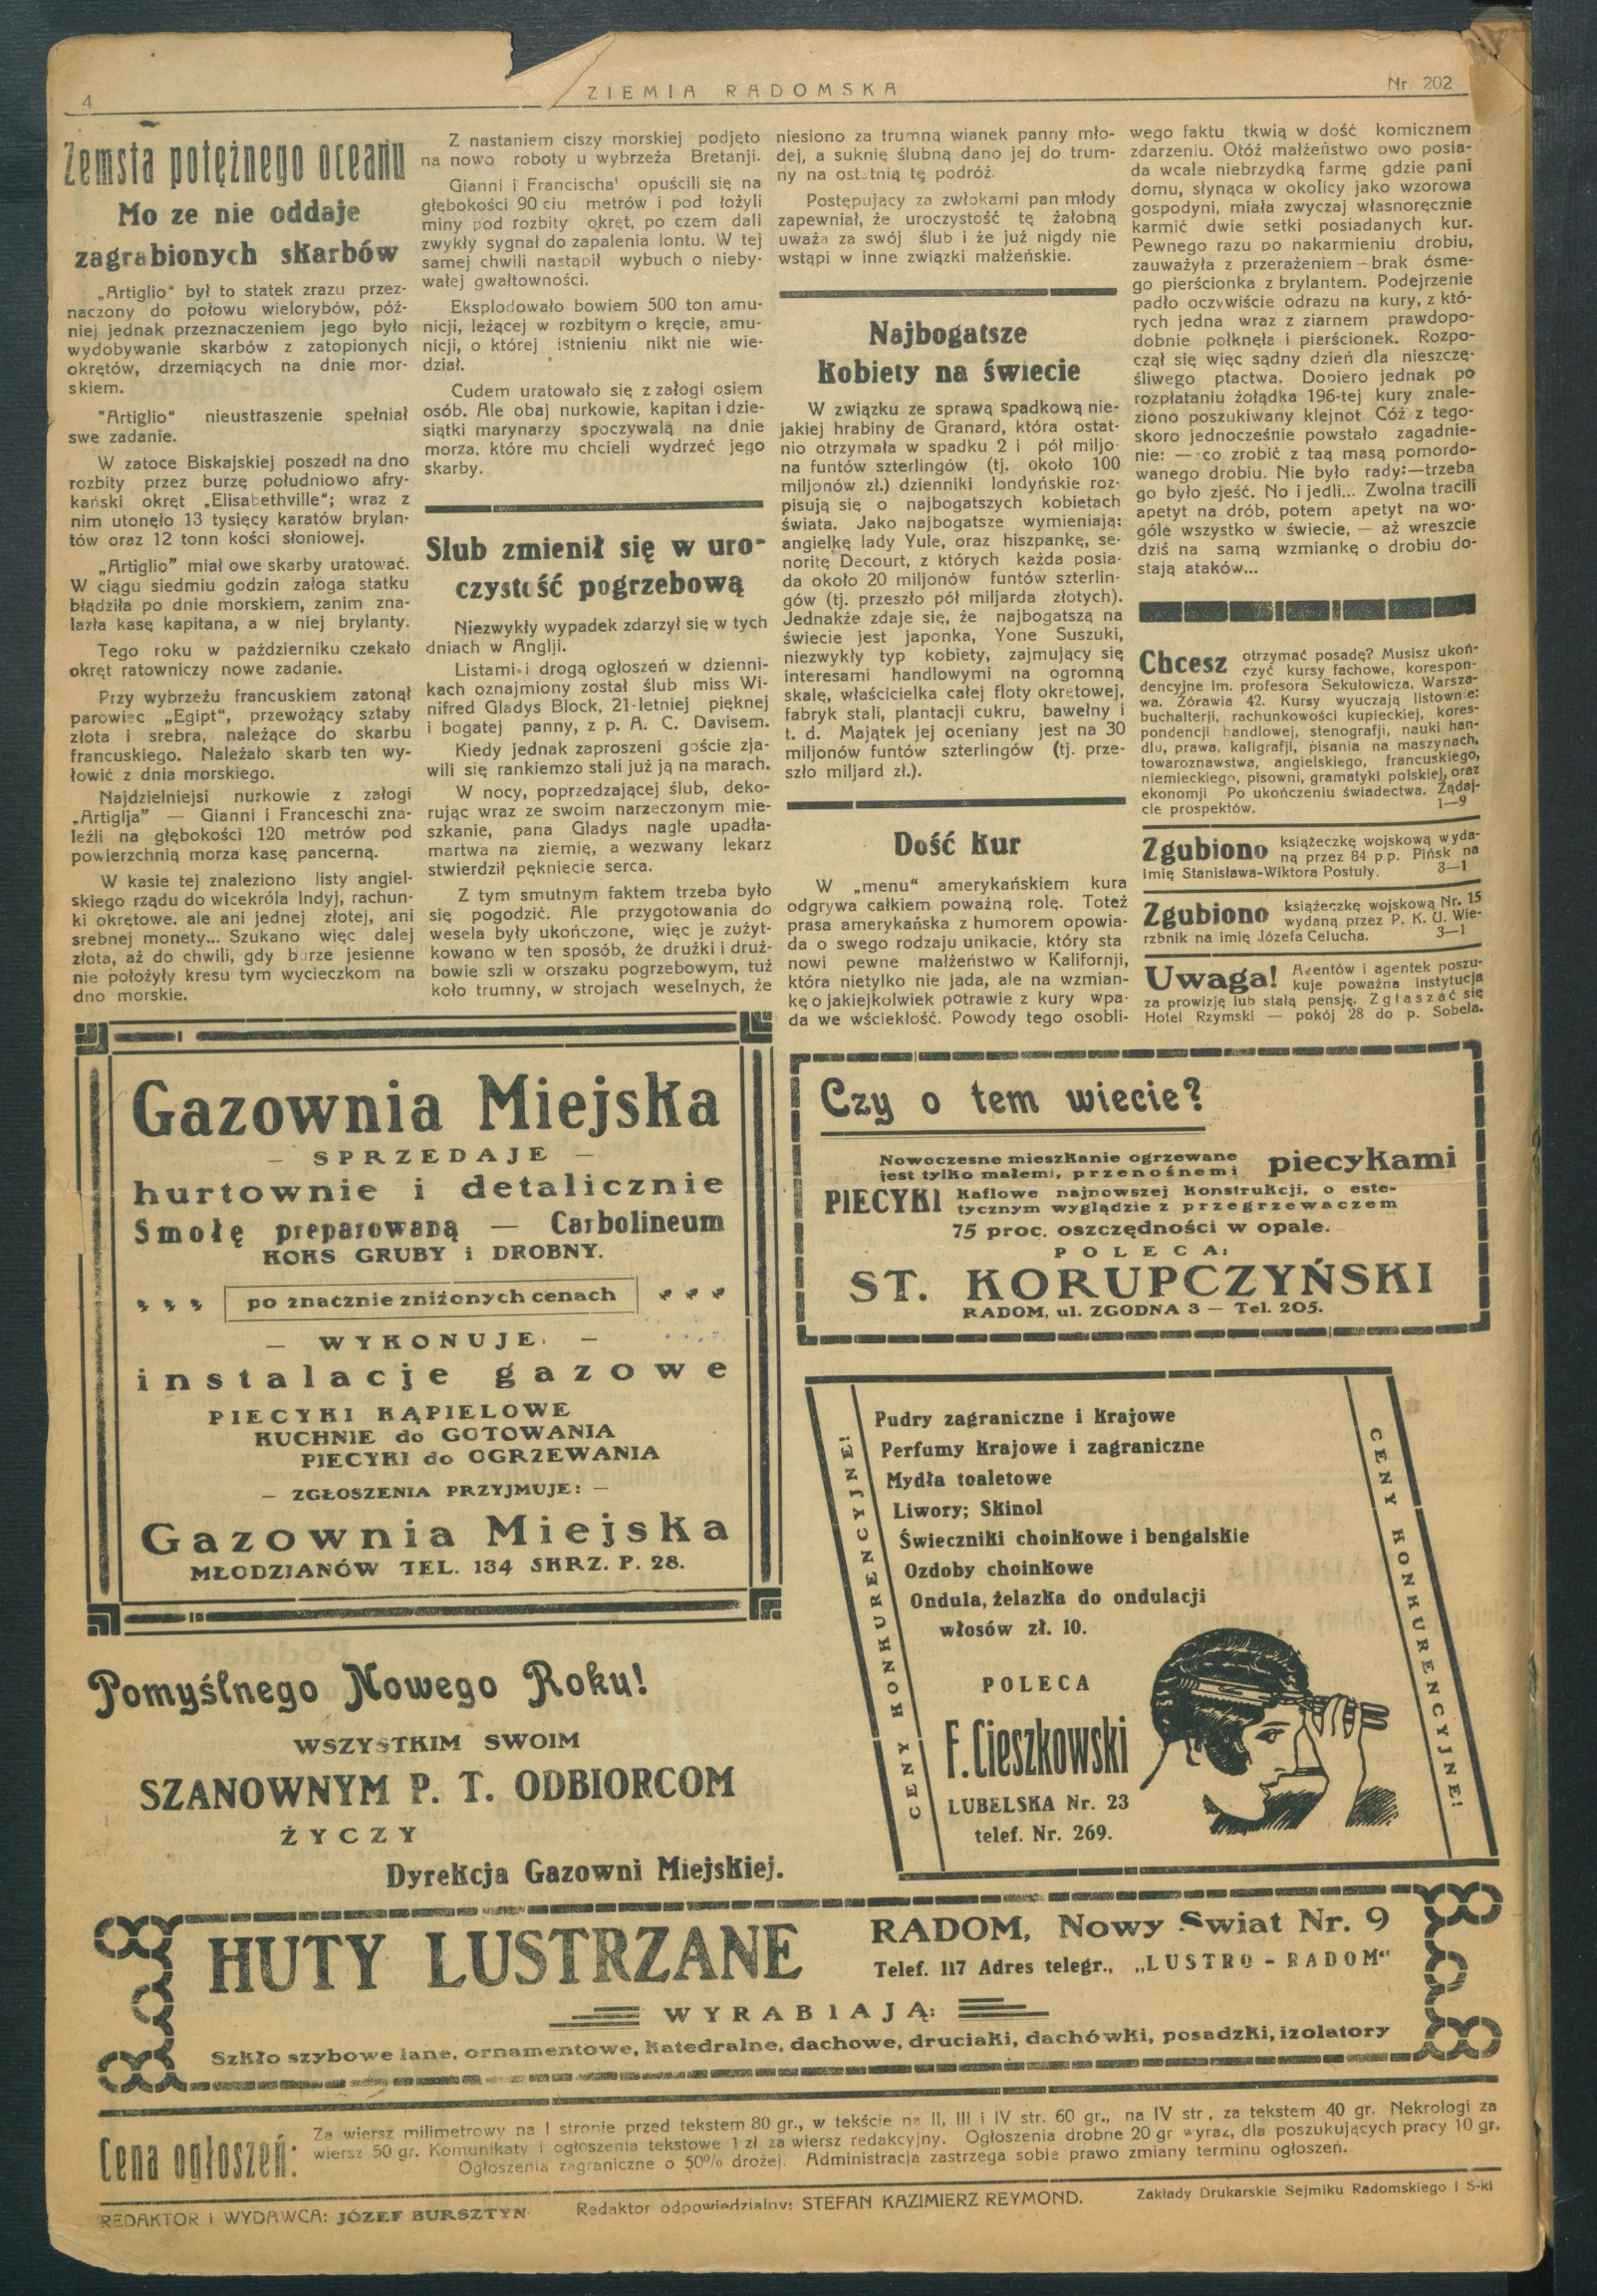 4
ZIEMIA RADOMSKA
Nr. 202
Zemsta potężnego oceanu
Mo ze nie oddaje
zagrabionych skarbów
„Artiglio“ był to statek zrazu przez-
naczony do połowu wielorybów, póź-
niej jednak przeznaczeniem jego było
wydobywanie skarbów z zatopionych
okrętów, drzemiących na dnie mor-
skiem.
"Artiglio“ nieustraszenie spełniał
swe zadanie.
W zatoce Biskajskiej poszedł na dno
rozbity przez burzę południowo afry-
kański okręt „Elisabethville“; wraz z
nim utonęło 13 tysięcy karatów brylan-
tów oraz 12 tonn kości słoniowej.
„Artiglio” miał owe skarby uratować.
W ciągu siedmiu godzin załoga statku
błądziła po dnie morskiem, zanim zna-
lazła kasę kapitana, a w niej brylanty.
Tego roku w październiku czekało
okręt ratowniczy nowe zadanie.
Przy wybrzeżu francuskiem zatonął
parowiec „Egipt“, przewożący sztaby
złota i srebra, należące do skarbu
francuskiego. Należało skarb ten wy-
łowić z dnia morskiego.
Najdzielniejsi nurkowie z załogi
„Artiglja” — Gianni i Franceschi zna-
leźli na głębokości 120 metrów pod
powierzchnią morza kasę pancerną.
W kasie tej znaleziono listy angiel-
skiego rządu do wicekróla Indyj, rachun-
ki okrętowe. ale ani jednej złotej, ani
srebnej monety... Szukano więc dalej
złota, aż do chwili, gdy burze jesienne
nie położyły kresu tym wycieczkom na
dno morskie.
Z nastaniem ciszy morskiej podjęto
na nowo roboty u wybrzeża Bretanji.
Gianni i Francischa' opuścili się na
głębokości 90 ciu metrów i pod łożyli
miny pod rozbity okręt, po czem dali
zwykły sygnał do zapalenia lontu. W tej
samej chwili nastąpił wybuch o nieby-
wałej gwałtowności.
Eksplodowało bowiem 500 ton amu-
nicji, leżącej w rozbitym o kręcie, amu-
nicji, o której istnieniu nikt nie wie-
dział.
Cudem uratowało się z załogi osiem
osób. Ale obaj nurkowie, kapitan i dzie-
siątki marynarzy spoczywalą na dnie
morza. które mu chcieli wydrzeć jego
skarby.
Slub zmienił się w uro-
czystość pogrzebową
Niezwykły wypadek zdarzył się w tych
dniach w Anglji.
Listami i drogą ogłoszeń w dzienni-
kach oznajmiony został ślub miss Wi-
nifred Gladys Block, 21-letniej pięknej
i bogatej panny, z p. A. C. Davisem.
Kiedy jednak zaproszeni goście zja-
wili się rankiemzo stali już ją na marach.
W nocy, poprzedzającej ślub, deko-
rując wraz ze swoim narzeczonym mie-
szkanie, pana Gladys nagle upadła-
martwa na ziemię, a wezwany lekarz
stwierdził pękniecie serca.
Z tym smutnym faktem trzeba było
się pogodzić. Ale przygotowania do
wesela były ukończone, więc je zużyt-
kowano w ten sposób, że drużki i druż-
bowie szli w orszaku pogrzebowym, tuż
koło trumny, w strojach weselnych, że
niesiono za trumną wianek panny mło-
dej, a suknię ślubną dano jej do trum-
ny na ostatnią tę podróż.
Postępujący za zwłokami pan młody
zapewniał, że uroczystość tę żałobną
uważa za swój ślub i że już nigdy nie
wstąpi w inne związki małżeńskie.
Najbogatsze
kobiety na świecie
W związku ze sprawą spadkową nie-
jakiej hrabiny de Granard, która ostat-
nio otrzymała w spadku 2 i pół miljo-
na funtów szterlingów (tj. około 100
miljonów zł.) dzienniki londyńskie roz-
pisują się o najbogatszych kobietach
świata. Jako najbogatsze wymieniają:
angielkę lady Yule, oraz hiszpankę, se-
noritę Decourt, z których każda posia-
da około 20 miljonów funtów szterlin-
gów (tj. przeszło pół miljarda złotych).
Jednakże zdaje się, że najbogatszą na
świecie jest japonka, Yone Suszuki,
niezwykły typ kobiety, zajmujący się
interesami handlowymi na ogromną
skalę, właścicielka całej floty okrętowej,
fabryk stali, plantacji cukru, bawełny i
t. d. Majątek jej oceniany jest na 30
miljonów funtów szterlingów (tj. prze-
szło miljard zł.).
Dość kur
W „menu“ amerykańskiem kura
odgrywa całkiem poważną rolę. Toteż
prasa amerykańska z humorem opowia-
da o swego rodzaju unikacie, który sta
nowi pewne małżeństwo w Kalifornji,
która nietylko nie jada, ale na wzmian-
kę o jakiejkolwiek potrawie z kury wpa-
da we wściekłość. Powody tego osobli-
wego faktu tkwią w dość komicznem
zdarzeniu. Otóż małżeństwo owo posia-
da wcale niebrzydką farmę gdzie pani
domu, słynąca w okolicy jako wzorowa
gospodyni, miała zwyczaj własnoręcznie
karmić dwie setki posiadanych kur.
Pewnego razu po nakarmieniu drobiu,
zauważyła z przerażeniem – brak ósme-
go pierścionka z brylantem. Podejrzenie
padło oczywiście odrazu na kury, z któ-
rych jedna wraz z ziarnem prawdopo-
dobnie połknęła i pierścionek. Rozpo-
czął się więc sądny dzień dla nieszczę-
śliwego ptactwa. Dopiero jednak po
rozpłataniu żołądka 196-tej kury znale-
ziono poszukiwany klejnot. Cóż z tego-
skoro jednocześnie powstało zagadnie-
nie: — co zrobić z taą masą pomordo-
wanego drobiu. Nie było rady:—trzeba
go było zjeść. No i jedli... Zwolna tracili
apetyt na drób, potem apetyt na wo-
góle wszystko w świecie, — aż wreszcie
dziś na samą wzmiankę o drobiu do-
stają ataków...
Chcesz otrzymać posadę? Musisz ukoń-
czyć kursy fachowe, korespon-
dencyjne im. profesora Sekułowicza, Warsza-
wa. Żórawia 42. Kursy wyuczają listownie:
buchalterji, rachunkowości kupieckiej, kores-
pondencji handlowej, stenografji, nauki han-
dlu, prawa, kaligrafji, pisania na maszynach,
towaroznawstwa, angielskiego, francuskiego,
niemieckiego, pisowni, gramatyki polskiej, oraz
ekonomji Po ukończeniu świadectwa. Żądaj-
cie prospektów. 1—9
Zgubiono książeczkę wojskową wyda-
ną przez 84 p p. Pińsk na
imię Stanisława-Wiktora Postuły. 3—1
Zgubiono książeczkę wojskową Nr. 15
wydaną przez P. K. U. Wie-
rzbnik na imię Józefa Celucha. 3—1
Uwaga! Agentów i agentek poszu-
kuje poważna instytucja
za prowizję lub stałą pensję. Zgłaszać się
Hotel Rzymski — pokój 28 do p. Sobela.
Gazownia Miejska
– SPRZEDAJE –
hurtownie i detalicznie
Smołę preparowaną — Carbolineum
KOKS GRUBY i DROBNY.
po znacznie zniżonych cenach
– WYKONUJE. –
instalacje gazowe
PIECYKI KĄPIELOWE
KUCHNIE do GOTOWANIA
PIECYKI do OGRZEWANIA
— ZGŁOSZENIA PRZYJMUJE: —
Gazownia Miejska
MŁODZIANÓW TEL. 134 SKRZ. P. 28.
Czy o tem wiecie?
Nowoczesne mieszkanie ogrzewane
jest tylko małemi, przenośnemi piecykami
PIECYKI kaflowe najnowszej konstrukcji, o este-
tycznym wyglądzie z przegrzewaczem
75 proc. oszczędności w opale.
POLECA:
ST. KORUPCZYŃSKI
RADOM, ul. ZGODNA 3 — Tel. 205.
CENY KONKURENCYJNE!
Pudry zagraniczne i krajowe
Perfumy krajowe i zagraniczne
Mydła toaletowe
Liwory; Skinol
Świeczniki choinkowe i bengalskie
Ozdoby choinkowe
Ondula, żelazka do ondulacji
włosów zł. 10.
POLECA
F. Cieszkowski
LUBELSKA Nr. 23
telef. Nr. 269.
CENY KONKURENCYJNE!
Pomyślnego Nowego Roku!
WSZYSTKIM SWOIM
SZANOWNYM P. T. ODBIORCOM
ŻYCZY
Dyrekcja Gazowni Miejskiej.
HUTY LUSTRZANE
RADOM, Nowy Swiat Nr. 9
Telef. 117 Adres telegr., „LUSTRO - RADOM“
WYRABIAJĄ:
Szkło szybowe lane, ornamentowe, katedralne, dachowe, druciaki, dachówki, posadzki, izolatory
Cena ogłoszeń:
Za wiersz milimetrowy na I stronie przed tekstem 80 gr., w tekście na II, III i IV str. 60 gr., na IV str, za tekstem 40 gr. Nekrologi za
wiersz 50 gr. Komunikaty i ogłoszenia tekstowe 1 zł. za wiersz redakcyjny. Ogłoszenia drobne 20 gr wyraz, dla poszukujących pracy 10 gr.
Ogłoszenia zagraniczne o 50% drożej. Administracja zastrzega sobie prawo zmiany terminu ogłoszeń.
REDAKTOR i WYDAWCA: JÓZEF BURSZTYN
Redaktor odpowiedzialny: STEFAN KAZIMIERZ REYMOND.
Zakłady Drukarskie Sejmiku Radomskiego i S-ki